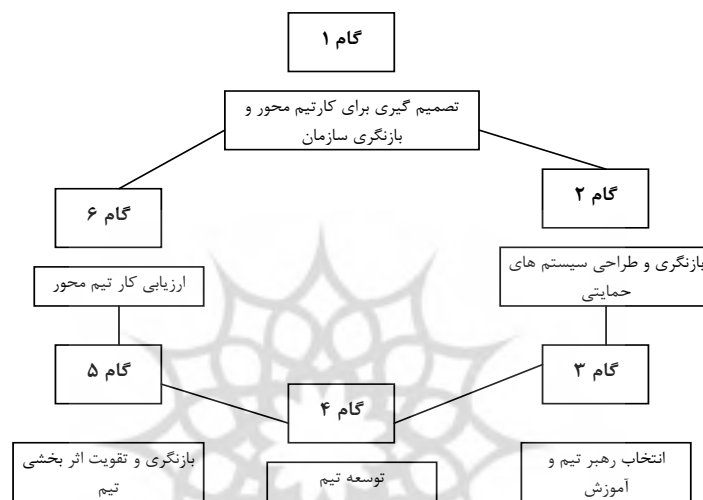 گام ۱
تصمیم گیری برای کارتیم محور و
بازنگری سازمان
گام ۲
بازنگری و طراحی سیستم های
حمایتی
گام ۳
انتخاب رهبر تیم و
آموزش
گام ۴
توسعه تیم
گام ۵
بازنگری و تقویت اثر بخشی
تیم
گام ۶
ارزیابی کار تیم محور